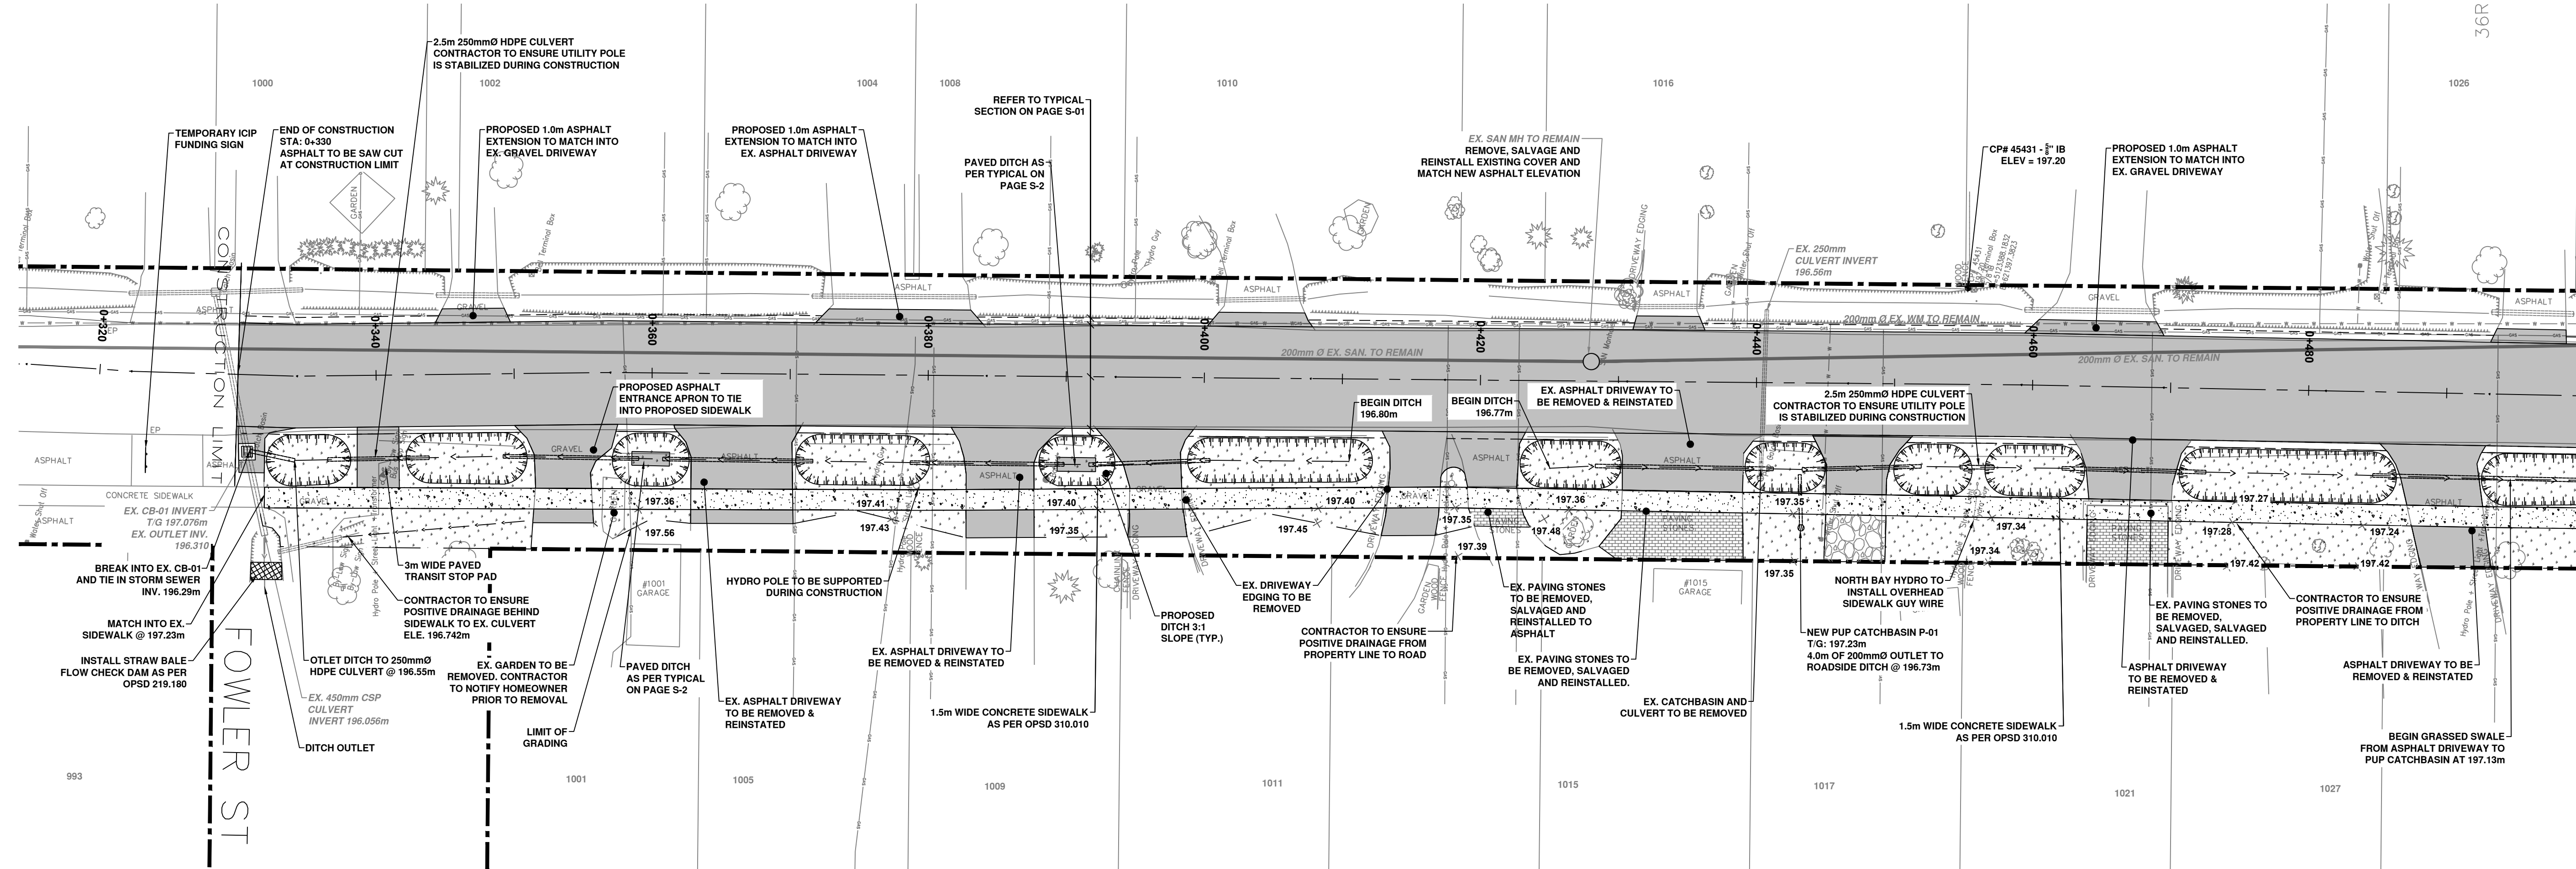 36R
2.5m 250mmØ HDPE CULVERT
CONTRACTOR TO ENSURE UTILITY POLE
IS STABILIZED DURING CONSTRUCTION
1000
1002
1004
1008
1010
1016
1026
TEMPORARY ICIP
FUNDING SIGN
END OF CONSTRUCTION
STA: 0+330
ASPHALT TO BE SAW CUT
AT CONSTRUCTION LIMIT
PROPOSED 1.0m ASPHALT
EXTENSION TO MATCH INTO
EX. GRAVEL DRIVEWAY
PROPOSED 1.0m ASPHALT
EXTENSION TO MATCH INTO
EX. ASPHALT DRIVEWAY
REFER TO TYPICAL
SECTION ON PAGE S-01
PAVED DITCH AS
PER TYPICAL ON
PAGE S-2
EX. SAN MH TO REMAIN
REMOVE, SALVAGE AND
REINSTALL EXISTING COVER AND
MATCH NEW ASPHALT ELEVATION
CP# 45431 - IB
ELEV = 197.20
PROPOSED 1.0m ASPHALT
EXTENSION TO MATCH INTO
EX. GRAVEL DRIVEWAY
EX. 250mm
CULVERT INVERT
196.56m
GARDEN
GARDEN
DRIVEWAY EDGING
Hydro Guy
CONSTRUCTION LIMIT
ASPHALT
GRAVEL
ASPHALT
ASPHALT
ASPHALT
GRAVEL
ASPHALT
EP
0+320
0+340
0+360
0+380
0+400
0+420
0+440
0+460
0+480
200mm Ø EX. WM TO REMAIN
200mm Ø EX. SAN. TO REMAIN
200mm Ø EX. SAN. TO REMAIN
PROPOSED ASPHALT
ENTRANCE APRON TO TIE
INTO PROPOSED SIDEWALK
BEGIN DITCH
196.80m
BEGIN DITCH
196.77m
EX. ASPHALT DRIVEWAY TO
BE REMOVED & REINSTATED
2.5m 250mmØ HDPE CULVERT
CONTRACTOR TO ENSURE UTILITY POLE
IS STABILIZED DURING CONSTRUCTION
EP
ASPHALT
GRAVEL
ASPHALT
ASPHALT
GRAVEL
GRAVEL
ASPHALT
ASPHALT
ASPHALT
CONCRETE SIDEWALK
GRAVEL
ASPHALT
197.36
197.56
197.41
197.43
197.40
197.35
197.40
197.45
197.35
197.39
197.36
197.48
197.35
197.35
197.34
197.34
197.27
197.28
197.42
197.24
197.42
EX. CB-01 INVERT
T/G 197.076m
EX. OUTLET INV.
196.310
BREAK INTO EX. CB-01
AND TIE IN STORM SEWER
INV. 196.29m
MATCH INTO EX.
SIDEWALK @ 197.23m
INSTALL STRAW BALE
FLOW CHECK DAM AS PER
OPSD 219.180
EX. 450mm CSP
CULVERT
INVERT 196.056m
DITCH OUTLET
OTLET DITCH TO 250mmØ
HDPE CULVERT @ 196.55m
3m WIDE PAVED
TRANSIT STOP PAD
CONTRACTOR TO ENSURE
POSITIVE DRAINAGE BEHIND
SIDEWALK TO EX. CULVERT
ELE. 196.742m
EX. GARDEN TO BE
REMOVED. CONTRACTOR
TO NOTIFY HOMEOWNER
PRIOR TO REMOVAL
LIMIT OF
GRADING
#1001
GARAGE
PAVED DITCH
AS PER TYPICAL
ON PAGE S-2
EX. ASPHALT DRIVEWAY
TO BE REMOVED &
REINSTATED
HYDRO POLE TO BE SUPPORTED
DURING CONSTRUCTION
EX. ASPHALT DRIVEWAY TO
BE REMOVED & REINSTATED
1.5m WIDE CONCRETE SIDEWALK
AS PER OPSD 310.010
PROPOSED
DITCH 3:1
SLOPE (TYP.)
EX. DRIVEWAY
EDGING TO BE
REMOVED
CONTRACTOR TO ENSURE
POSITIVE DRAINAGE FROM
PROPERTY LINE TO ROAD
EX. PAVING STONES
TO BE REMOVED,
SALVAGED AND
REINSTALLED TO
ASPHALT
EX. PAVING STONES TO
BE REMOVED, SALVAGED
AND REINSTALLED.
#1015
GARAGE
EX. CATCHBASIN AND
CULVERT TO BE REMOVED
NORTH BAY HYDRO TO
INSTALL OVERHEAD
SIDEWALK GUY WIRE
NEW PUP CATCHBASIN P-01
T/G: 197.23m
4.0m OF 200mmØ OUTLET TO
ROADSIDE DITCH @ 196.73m
1.5m WIDE CONCRETE SIDEWALK
AS PER OPSD 310.010
EX. PAVING STONES TO
BE REMOVED,
SALVAGED, SALVAGED
AND REINSTALLED.
ASPHALT DRIVEWAY
TO BE REMOVED &
REINSTATED
CONTRACTOR TO ENSURE
POSITIVE DRAINAGE FROM
PROPERTY LINE TO DITCH
ASPHALT DRIVEWAY TO BE
REMOVED & REINSTATED
BEGIN GRASSED SWALE
FROM ASPHALT DRIVEWAY TO
PUP CATCHBASIN AT 197.13m
FOWLER ST
993
1001
1005
1009
1011
1015
1017
1021
1027